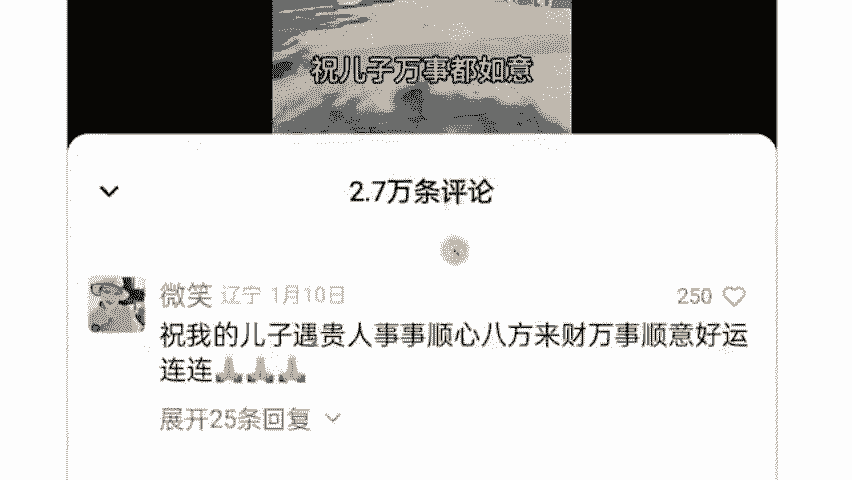 祝儿子万事都如意
2.7万条评论
微笑 辽宁 1月10日 250
祝我的儿子遇贵人事事顺心八方来财万事顺意好运
连连🙏🙏🙏
展开25条回复